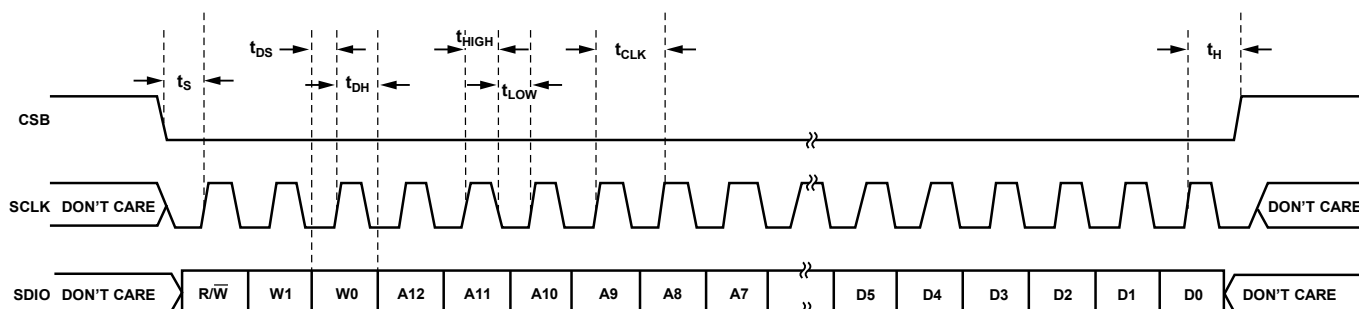 tDS
tHIGH
tCLK
tH
tS
tDH
tLOW
CSB
SCLK DON'T CARE DON'T CARE
SDIO DON'T CARE R/W̅ W1 W0 A12 A11 A10 A9 A8 A7 D5 D4 D3 D2 D1 D0 DON'T CARE